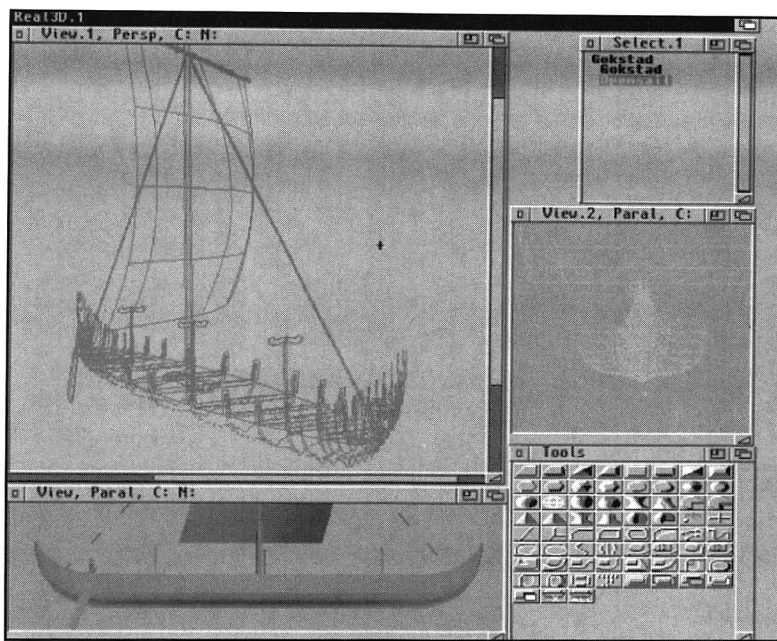 Real3D.1
View.1, Persp, C: N:
Select.1
Gokstad
Gokstad
View.2, Paral, C:
Tools
View, Paral, C: N: